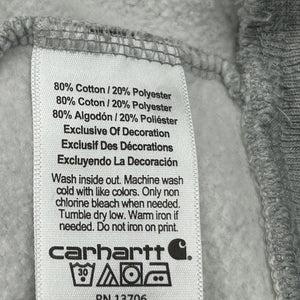 80% Cotton / 20% Polyester
80% Coton / 20% Polyester
80% Algodón / 20% Poliéster
Exclusive Of Decoration
Exclusif Des Décorations
Excluyendo La Decoración
Wash inside out. Machine wash
cold with like colors. Only non
chlorine bleach when needed.
Tumble dry low. Warm iron if
needed. Do not iron on print.
carhartt
30
RN 13706